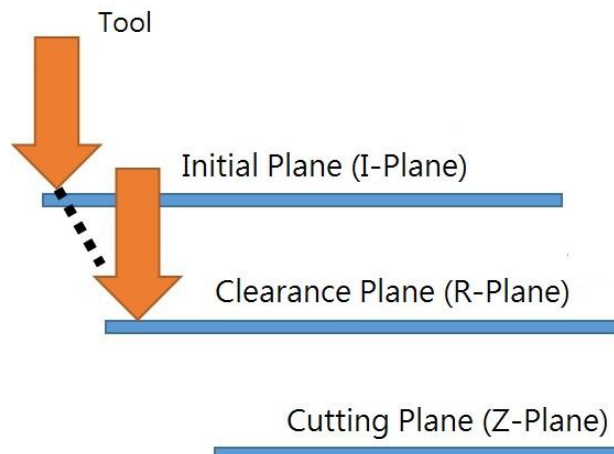 Tool
Initial Plane (I-Plane)
Clearance Plane (R-Plane)
Cutting Plane (Z-Plane)